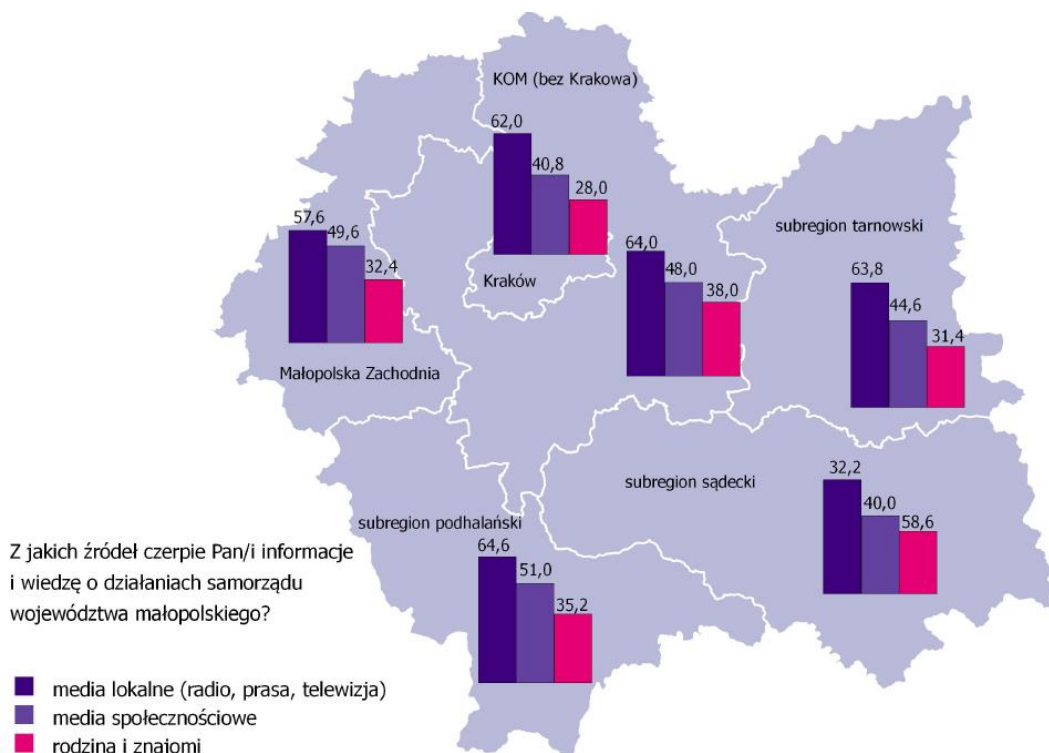 KOM (bez Krakowa)
62,0
40,8
28,0
57,6
49,6
32,4
Kraków
64,0
48,0
38,0
subregion tarnowski
63,8
44,6
31,4
Małopolska Zachodnia
subregion sądecki
32,2
40,0
58,6
subregion podhalański
64,6
51,0
35,2
Z jakich źródeł czerpie Pan/i informacje
i wiedzę o działaniach samorządu
województwa małopolskiego?
media lokalne (radio, prasa, telewizja)
media społecznościowe
rodzina i znajomi